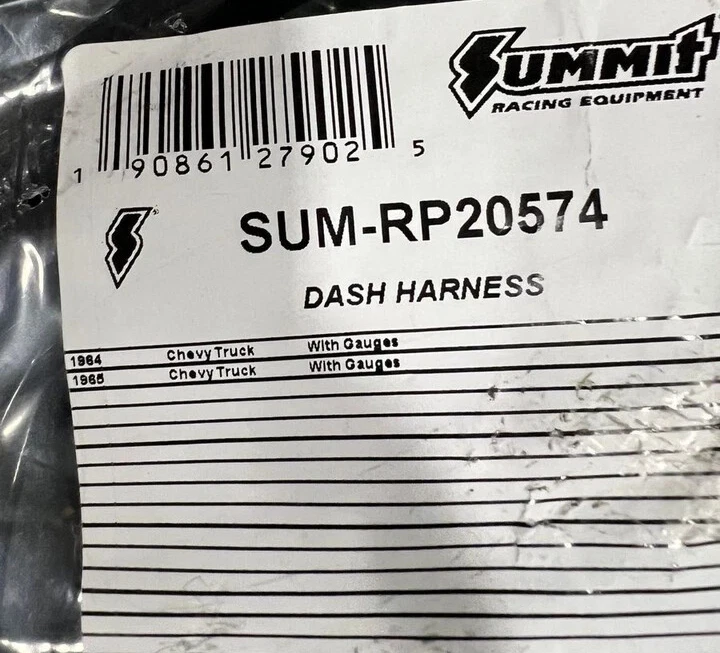 SUMMIT
RACING EQUIPMENT
1 90861 27902 5
SUM-RP20574
DASH HARNESS
1964 Chevy Truck With Gauges
1965 Chevy Truck With Gauges